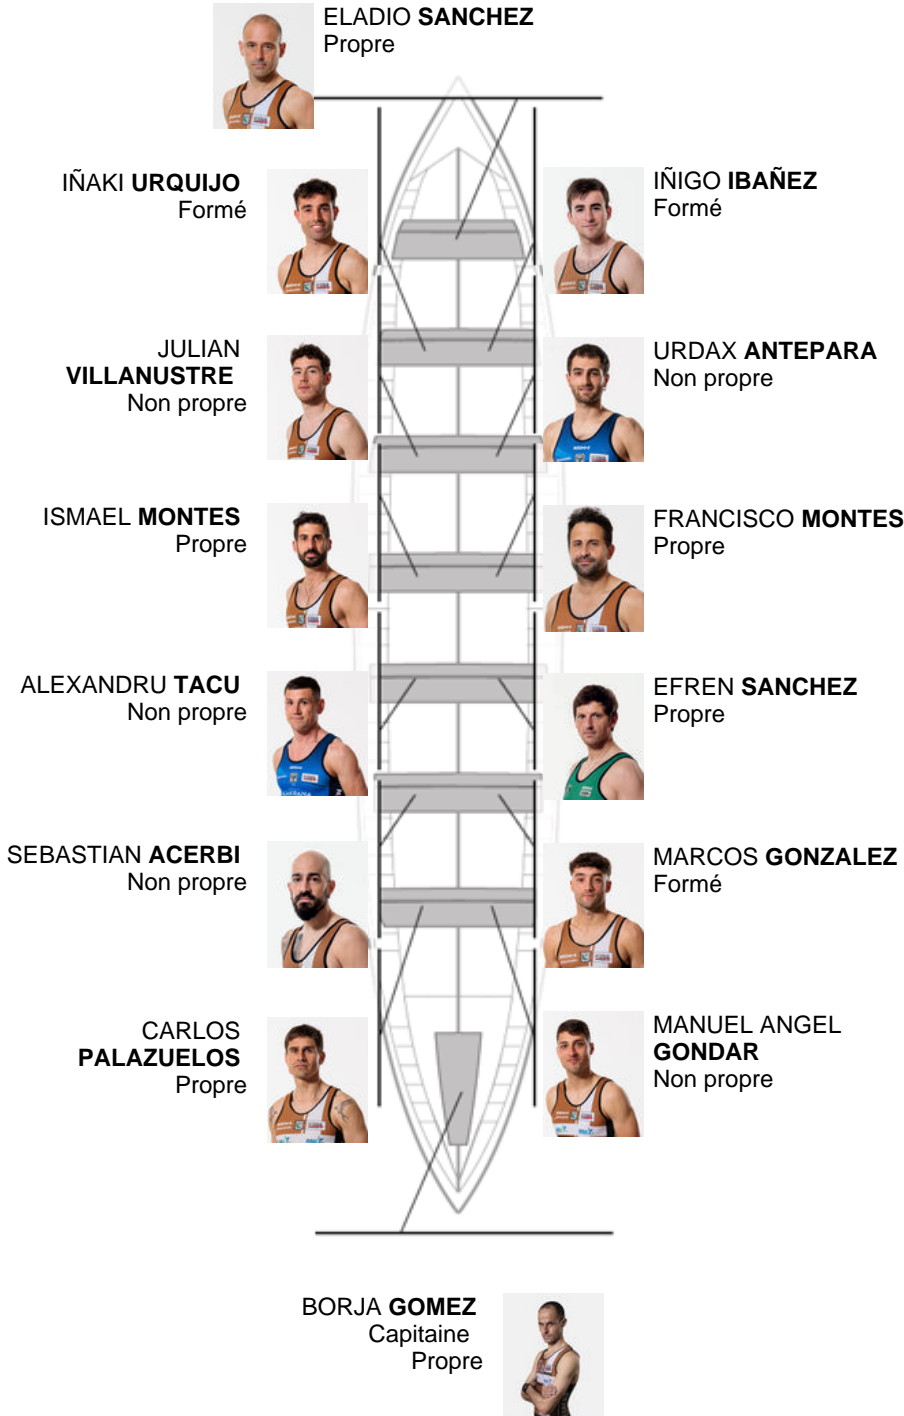 ELADIO SANCHEZ
Propre
IÑAKI URQUIJO
Formé
IÑIGO IBAÑEZ
Formé
JULIAN
VILLANUSTRE
Non propre
URDAX ANTEPARA
Non propre
ISMAEL MONTES
Propre
FRANCISCO MONTES
Propre
ALEXANDRU TACU
Non propre
EFREN SANCHEZ
Propre
SEBASTIAN ACERBI
Non propre
MARCOS GONZALEZ
Formé
CARLOS
PALAZUELOS
Propre
MANUEL ANGEL
GONDAR
Non propre
BORJA GOMEZ
Capitaine
Propre